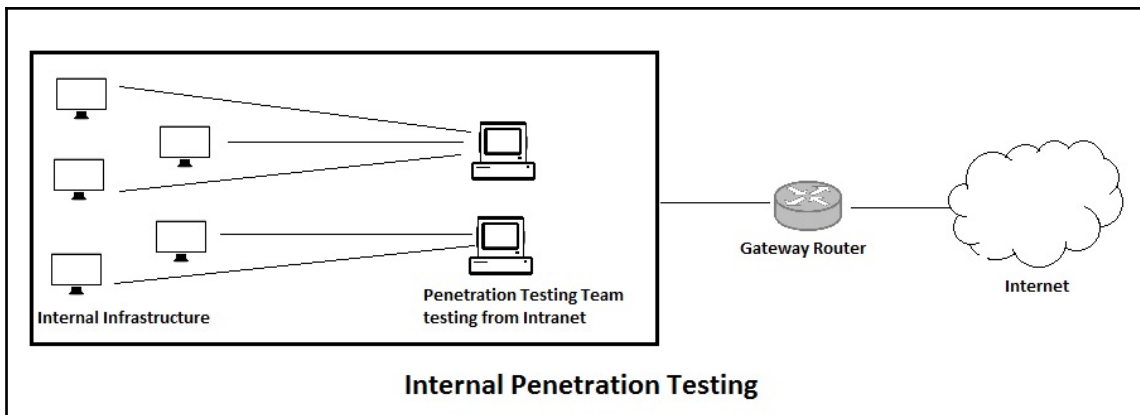 Internal Infrastructure
Penetration Testing Team
testing from Intranet
Gateway Router
Internet
Internal Penetration Testing